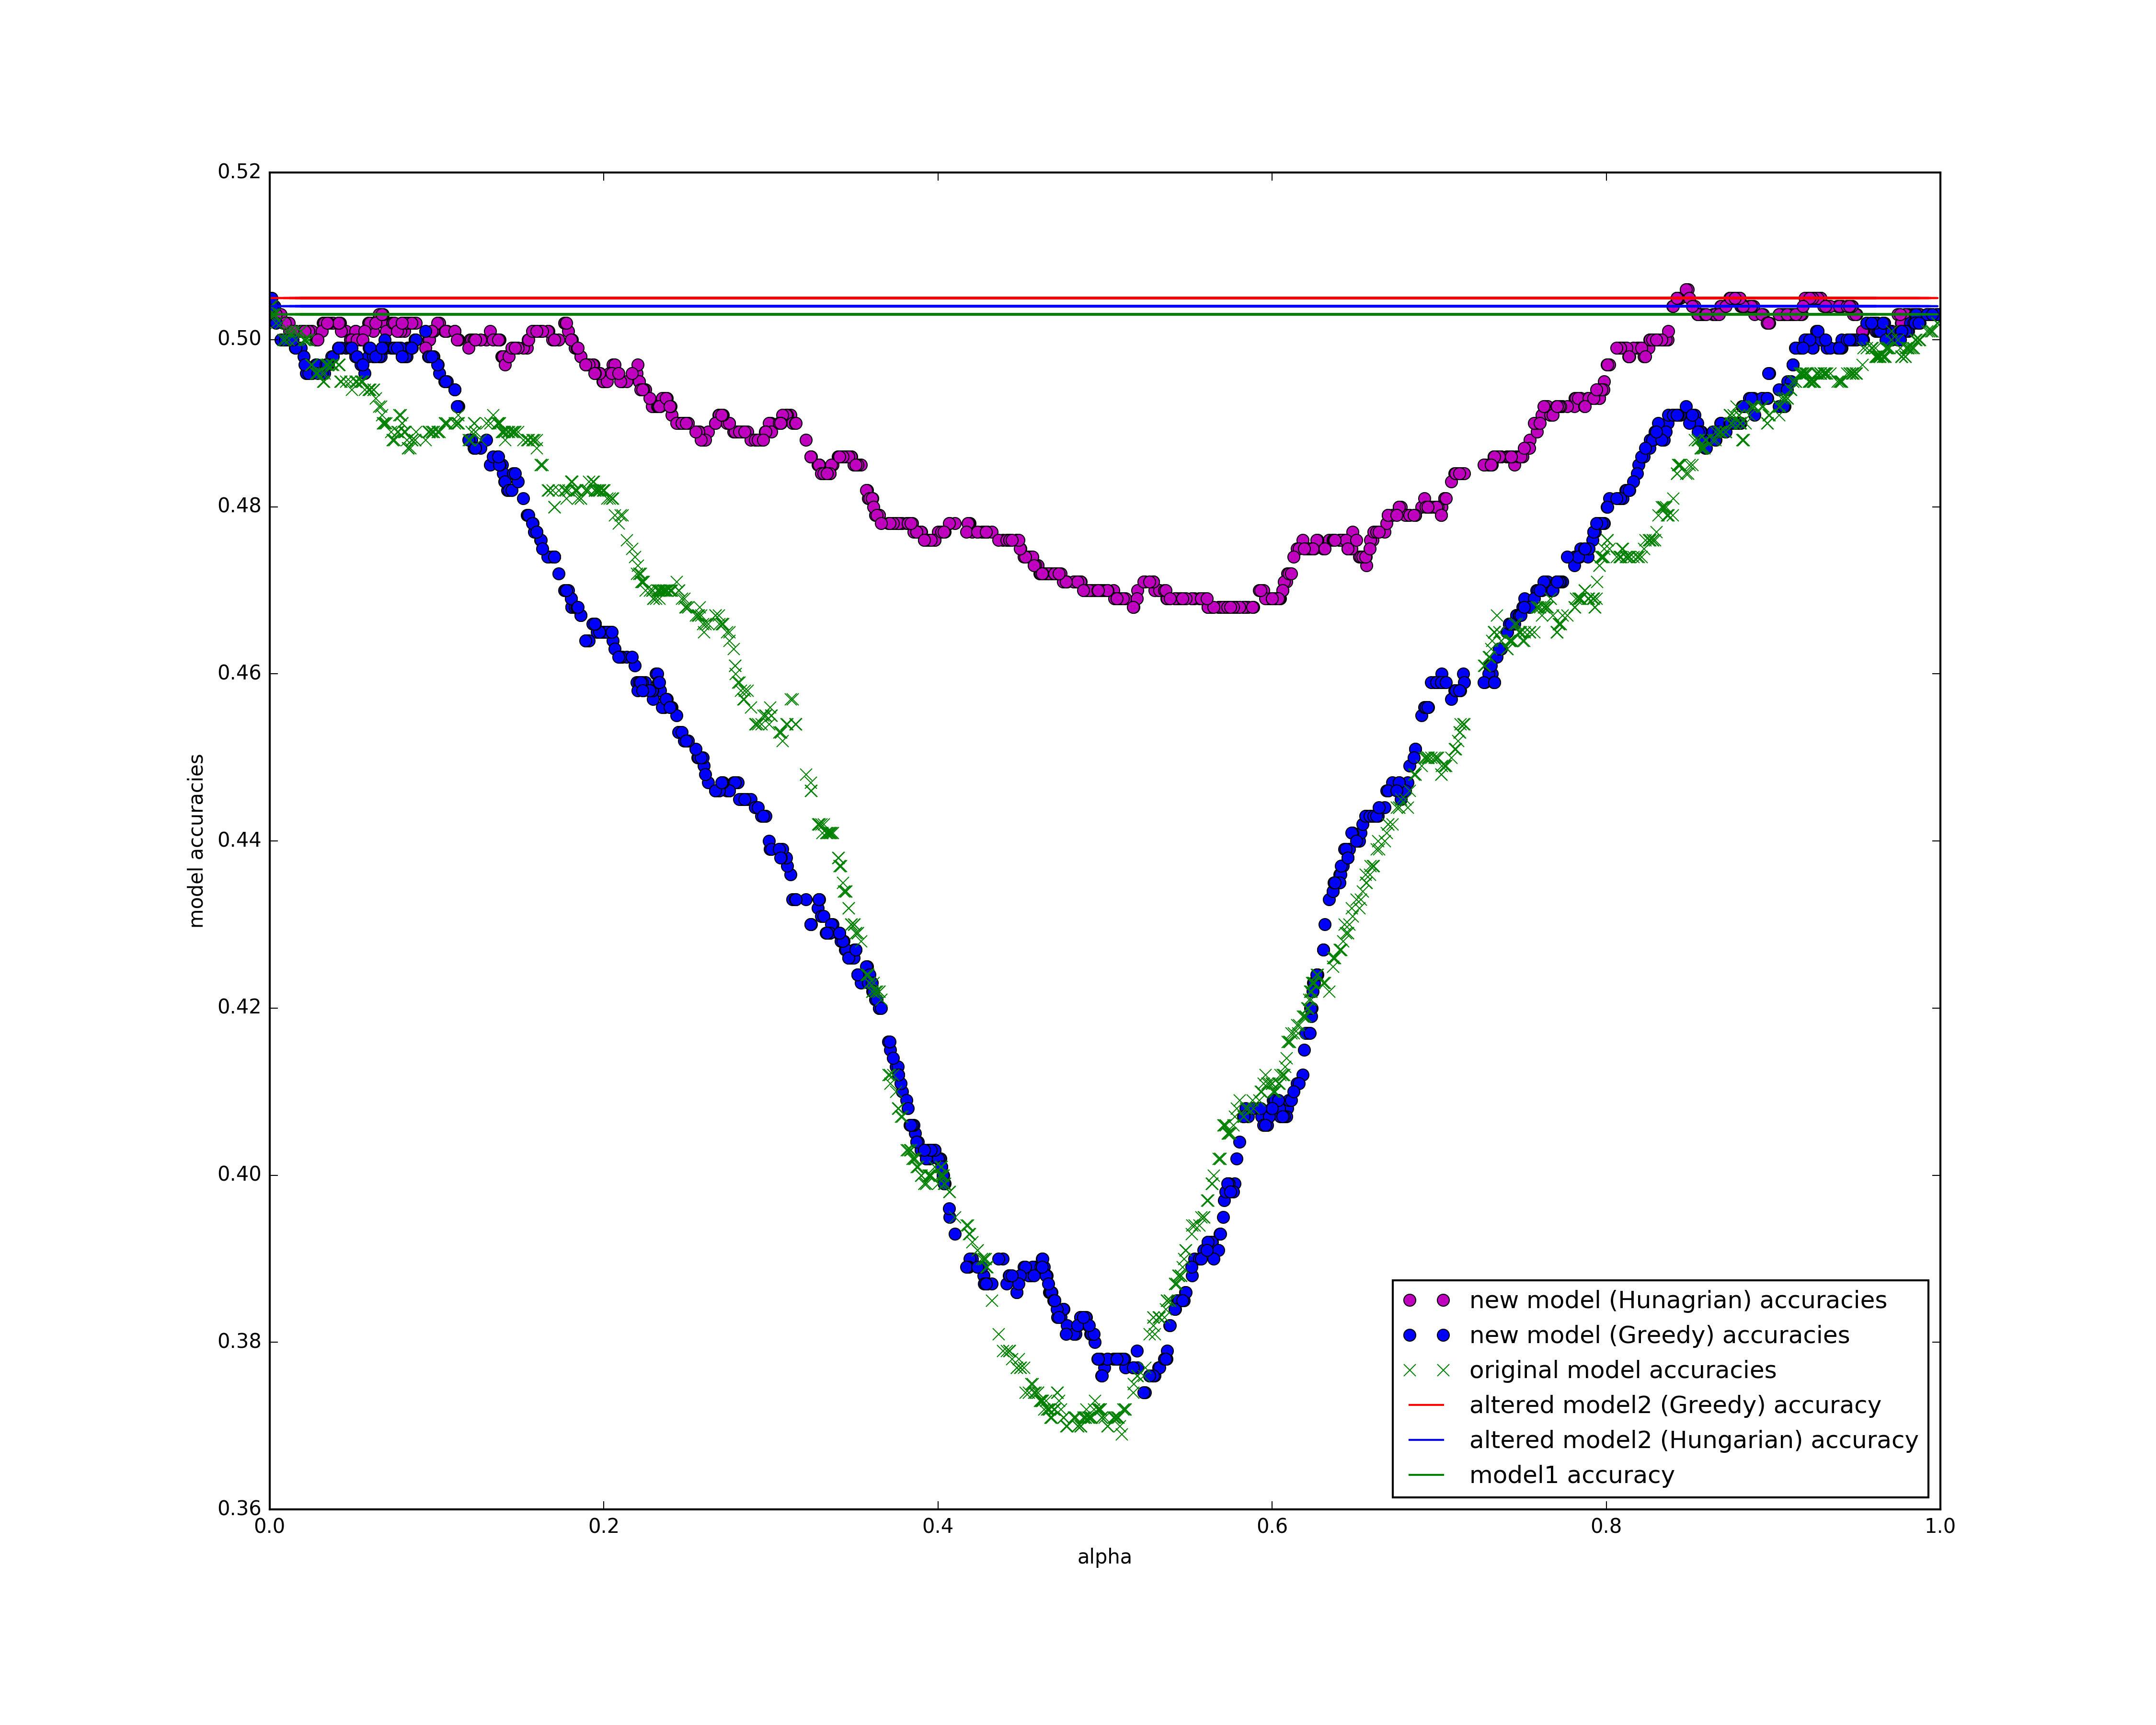 0.52
0.50
0.48
0.46
0.44
0.42
0.40
0.38
0.36
model accuracies
0.0
0.2
0.4
0.6
0.8
1.0
alpha
new model (Hunagrian) accuracies
new model (Greedy) accuracies
original model accuracies
altered model2 (Greedy) accuracy
altered model2 (Hungarian) accuracy
model1 accuracy